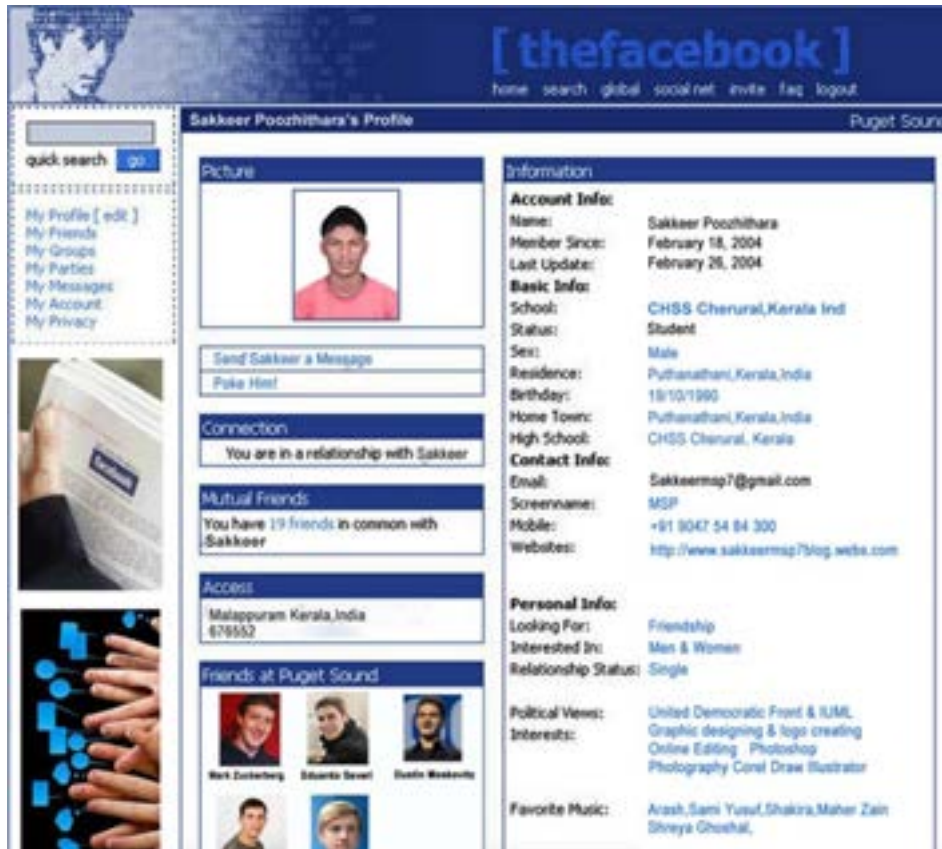 [ thefacebook ]
home search global social net invite faq logout
quick search go
My Profile [ edit ]
My Friends
My Groups
My Parties
My Messages
My Account
My Privacy
facebook
Sakkeer Poozhithara's Profile
Puget Soun
Picture
Send Sakkeer a Message
Poke Him!
Connection
You are in a relationship with Sakkeer
Mutual Friends
You have 19 friends in common with
Sakkeer
Access
Malappuram Kerala,India
676552
Friends at Puget Sound
Mark Zuckerberg Eduardo Saveri Dustin Moskovitz
Information
Account Info:
Name: Sakkeer Poozhithara
Member Since: February 18, 2004
Last Update: February 26, 2004
Basic Info:
School: CHSS Cherural,Kerala Ind
Status: Student
Sex: Male
Residence: Puthanathani,Kerala,India
Birthday: 19/10/1990
Home Town: Puthanathani,Kerala,India
High School: CHSS Cherural, Kerala
Contact Info:
Email: Sakkeermsp7@gmail.com
Screenname: MSP
Mobile: +91 9047 54 84 300
Websites: http://www.sakkeermsp7blog.webs.com
Personal Info:
Looking For: Friendship
Interested In: Men & Women
Relationship Status: Single
Political Views: United Democratic Front & IUML
Interests: Graphic designing & logo creating
Online Editing Photoshop
Photography Corel Draw Illustrator
Favorite Music: Arash,Sami Yusuf,Shakira,Maher Zain
Shreya Ghoshal,